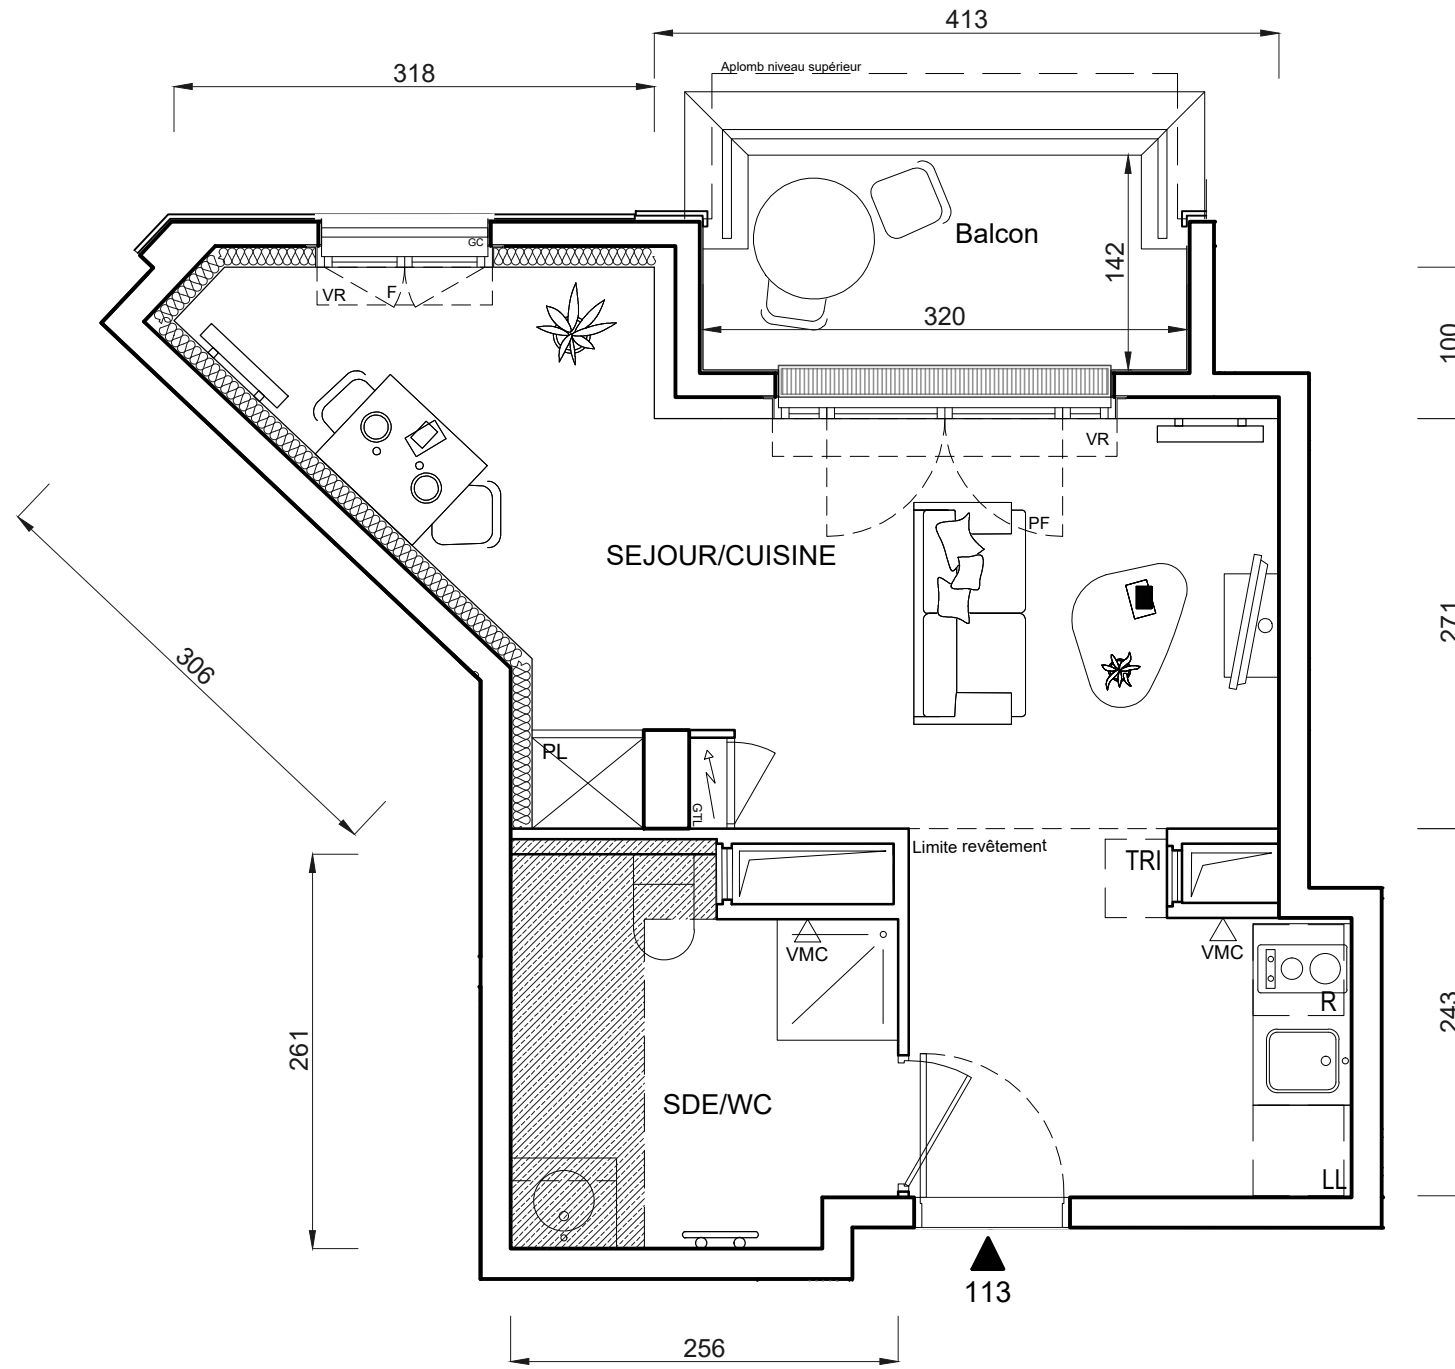 413
318
Aplomb niveau supérieur
Balcon
GC
VR
F
142
320
100
VR
PF
SEJOUR/CUISINE
271
306
PL
GTL
Limite revêtement
TRI
VMC
VMC
R
243
261
SDE/WC
LL
113
256